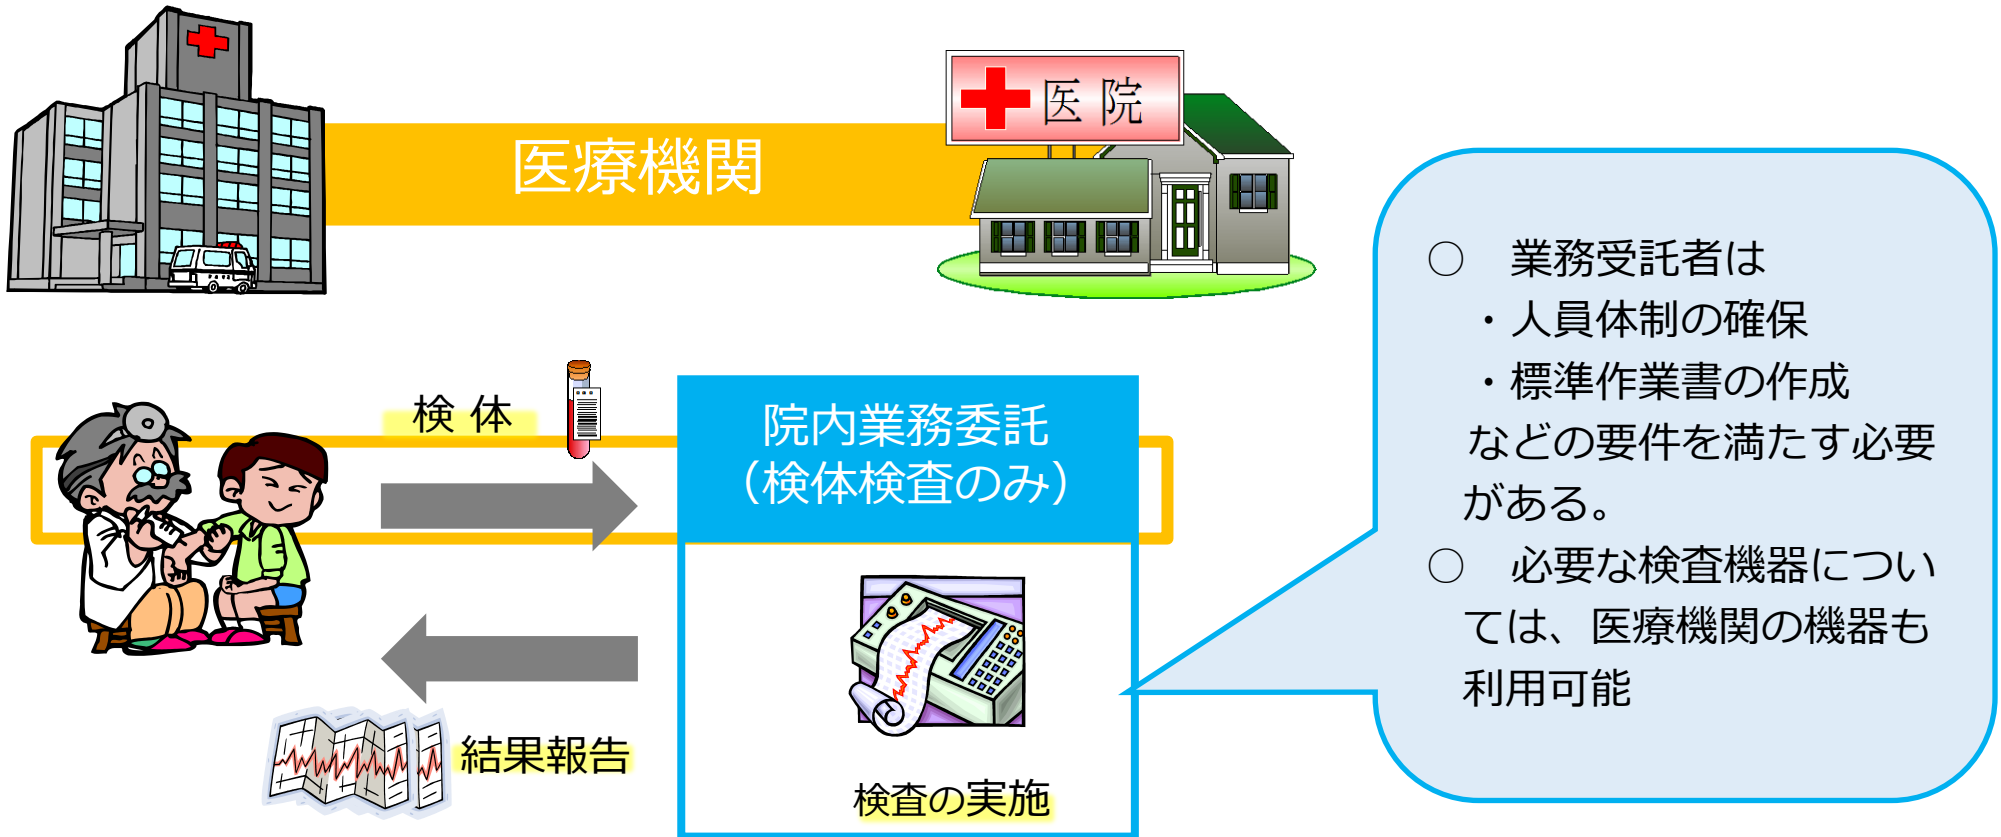 医院
医療機関
検 体
院内業務委託
（検体検査のみ）
検査の実施
結果報告
○　業務受託者は
・人員体制の確保
・標準作業書の作成
などの要件を満たす必要
がある。
○　必要な検査機器につい
ては、医療機関の機器も
利用可能